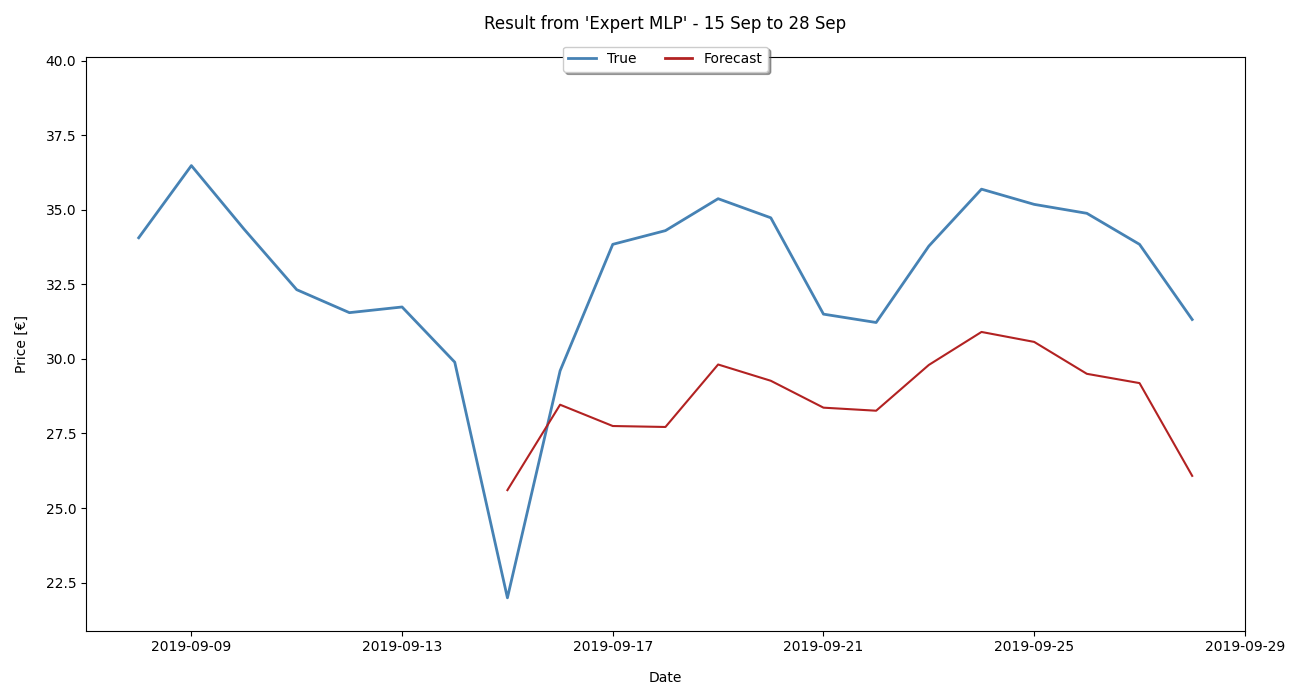 Result from 'Expert MLP' - 15 Sep to 28 Sep
True Forecast
40.0
37.5
35.0
32.5
30.0
27.5
25.0
22.5
Price [€]
2019-09-09 2019-09-13 2019-09-17 2019-09-21 2019-09-25 2019-09-29
Date